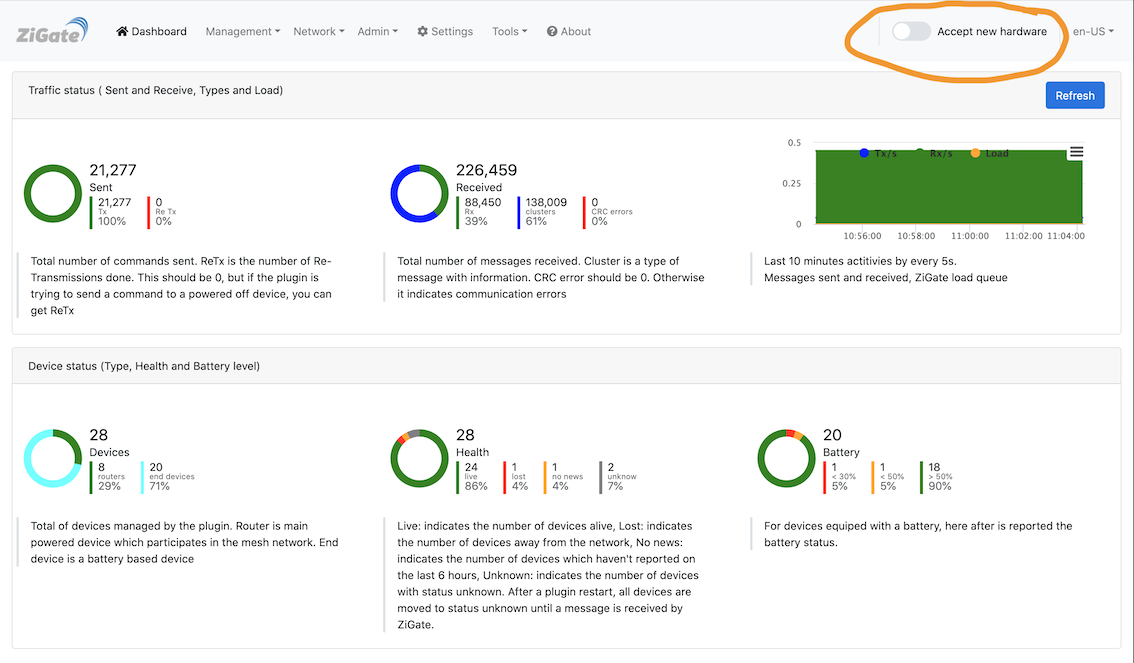 ZiGate
Dashboard Management Network Admin Settings Tools About Accept new hardware en-US
Traffic status ( Sent and Receive, Types and Load)
Refresh
21,277
Sent
21,277
Tx
100%
0
Re Tx
0%
Total number of commands sent. ReTx is the number of Re-
Transmissions done. This should be 0, but if the plugin is
trying to send a command to a powered off device, you can
get ReTx
226,459
Received
88,450
Rx
39%
138,009
clusters
61%
0
CRC errors
0%
Total number of messages received. Cluster is a type of
message with information. CRC error should be 0. Otherwise
it indicates communication errors
0.5
0.25
0
Tx/s Rx/s Load
10:56:00 10:58:00 11:00:00 11:02:00 11:04:00
Last 10 minutes actitivies by every 5s.
Messages sent and received, ZiGate load queue
Device status (Type, Health and Battery level)
28
Devices
8
routers
29%
20
end devices
71%
Total of devices managed by the plugin. Router is main
powered device which participates in the mesh network. End
device is a battery based device
28
Health
24
live
86%
1
lost
4%
1
no news
4%
2
unknow
7%
Live: indicates the number of devices alive, Lost: indicates
the number of devices away from the network, No news:
indicates the number of devices which haven't reported on
the last 6 hours, Unknown: indicates the number of devices
with status unknown. After a plugin restart, all devices are
moved to status unknown until a message is received by
ZiGate.
20
Battery
1
< 30%
5%
1
< 50%
5%
18
> 50%
90%
For devices equiped with a battery, here after is reported the
battery status.